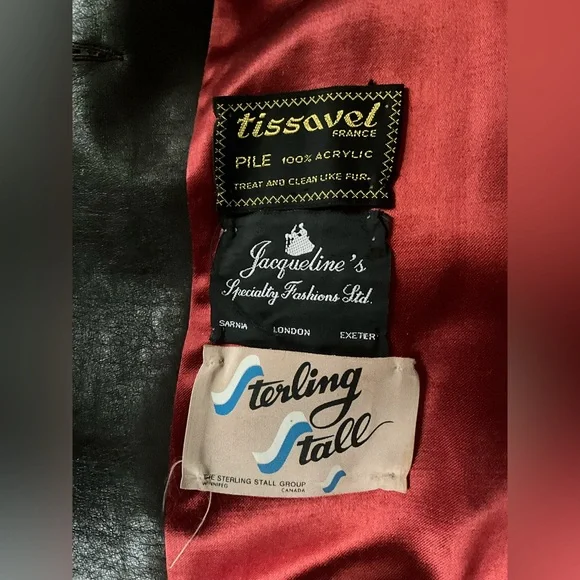 tissavel
FRANCE
PILE 100% ACRYLIC
TREAT AND CLEAN LIKE FUR.
Jacqueline's
Specialty Fashions Ltd.
SARNIA LONDON EXETER
Sterling
Stall
THE STERLING STALL GROUP
WINNIPEG CANADA